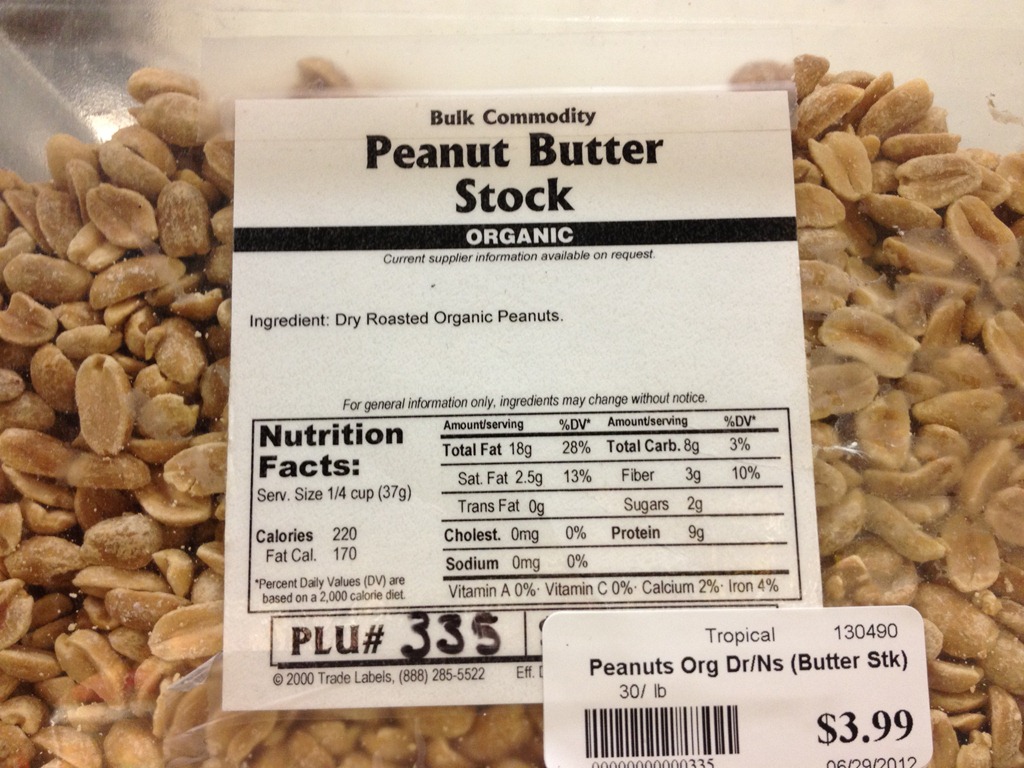 Bulk Commodity
Peanut Butter
Stock
ORGANIC
Current supplier information available on request.
Ingredient: Dry Roasted Organic Peanuts.
For general information only, ingredients may change without notice.
Nutrition
Facts:
Serv. Size 1/4 cup (37g)
Calories 220
Fat Cal. 170
*Percent Daily Values (DV) are
based on a 2,000 calorie diet.
Amount/serving %DV* Amount/serving %DV*
Total Fat 18g 28% Total Carb. 8g 3%
Sat. Fat 2.5g 13% Fiber 3g 10%
Trans Fat 0g Sugars 2g
Cholest. 0mg 0% Protein 9g
Sodium 0mg 0%
Vitamin A 0%· Vitamin C 0%· Calcium 2%· Iron 4%
PLU# 335
© 2000 Trade Labels, (888) 285-5522 Eff.
Tropical 130490
Peanuts Org Dr/Ns (Butter Stk)
30/ lb
$3.99
00000000000335
06/29/2012